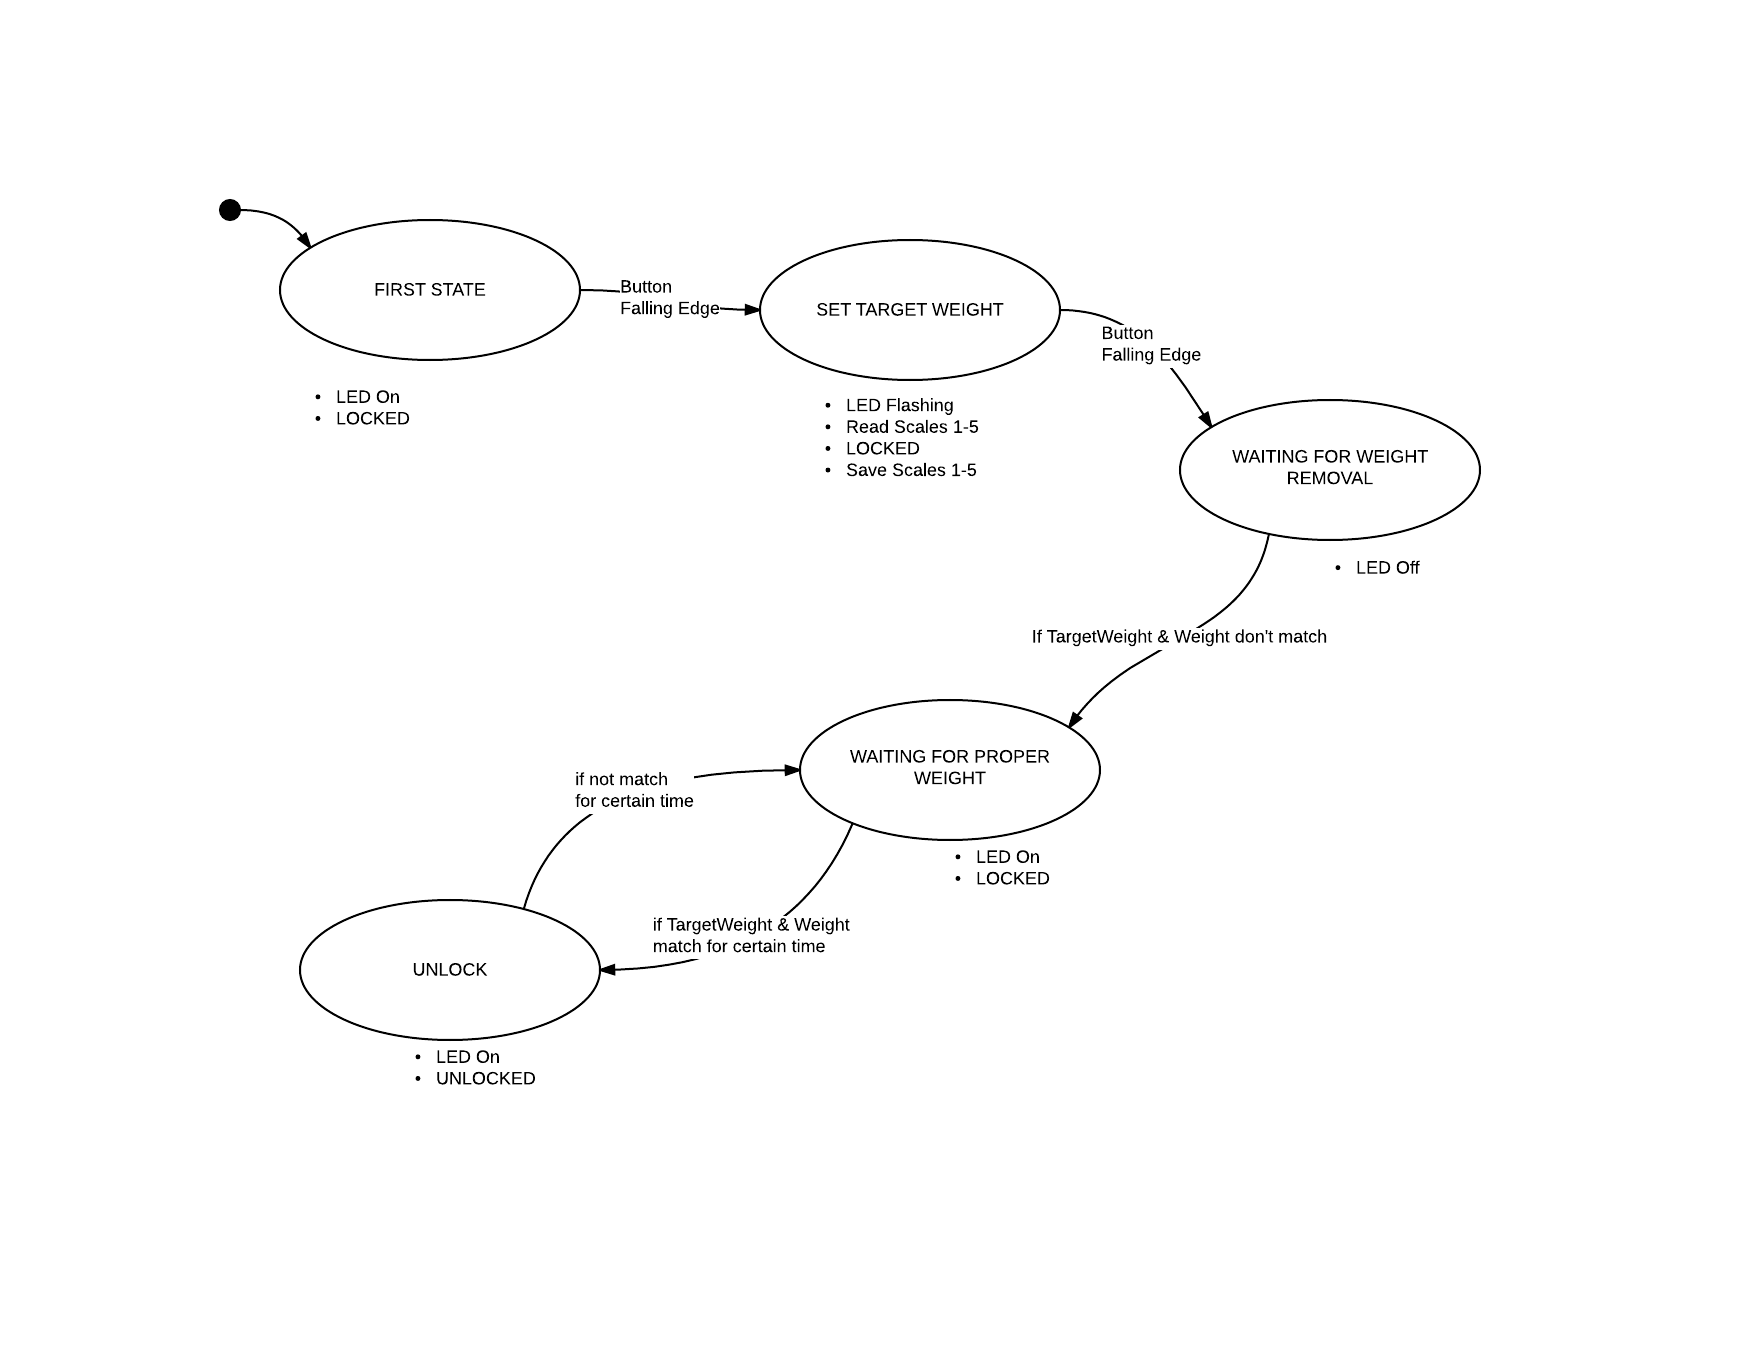 FIRST STATE
• LED On
• LOCKED
Button
Falling Edge
SET TARGET WEIGHT
• LED Flashing
• Read Scales 1-5
• LOCKED
• Save Scales 1-5
Button
Falling Edge
WAITING FOR WEIGHT
REMOVAL
• LED Off
If TargetWeight & Weight don't match
WAITING FOR PROPER
WEIGHT
• LED On
• LOCKED
if not match
for certain time
if TargetWeight & Weight
match for certain time
UNLOCK
• LED On
• UNLOCKED